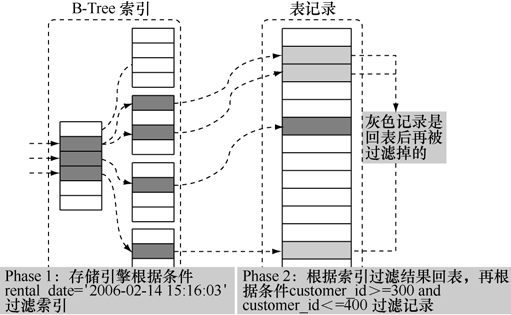 B-Tree 索引
表记录
灰色记录是
回表后再被
过滤掉的
Phase 1：存储引擎根据条件
rental_date='2006-02-14 15:16:03'
过滤索引
Phase 2：根据索引过滤结果回表，再根
据条件customer_id>=300 and
customer_id<=400 过滤记录